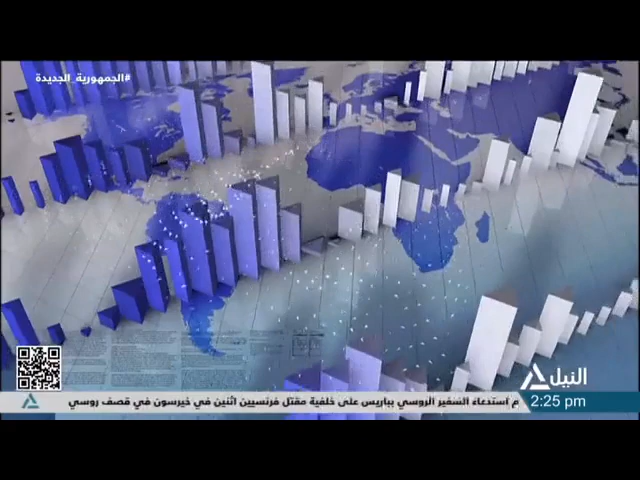 #الجمهورية_الجديدة
النيل
2:25 pm
م استدعاء السفير الروسي بباريس على خلفية مقتل فرنسيين اثنين في خيرسون في قصف روسي